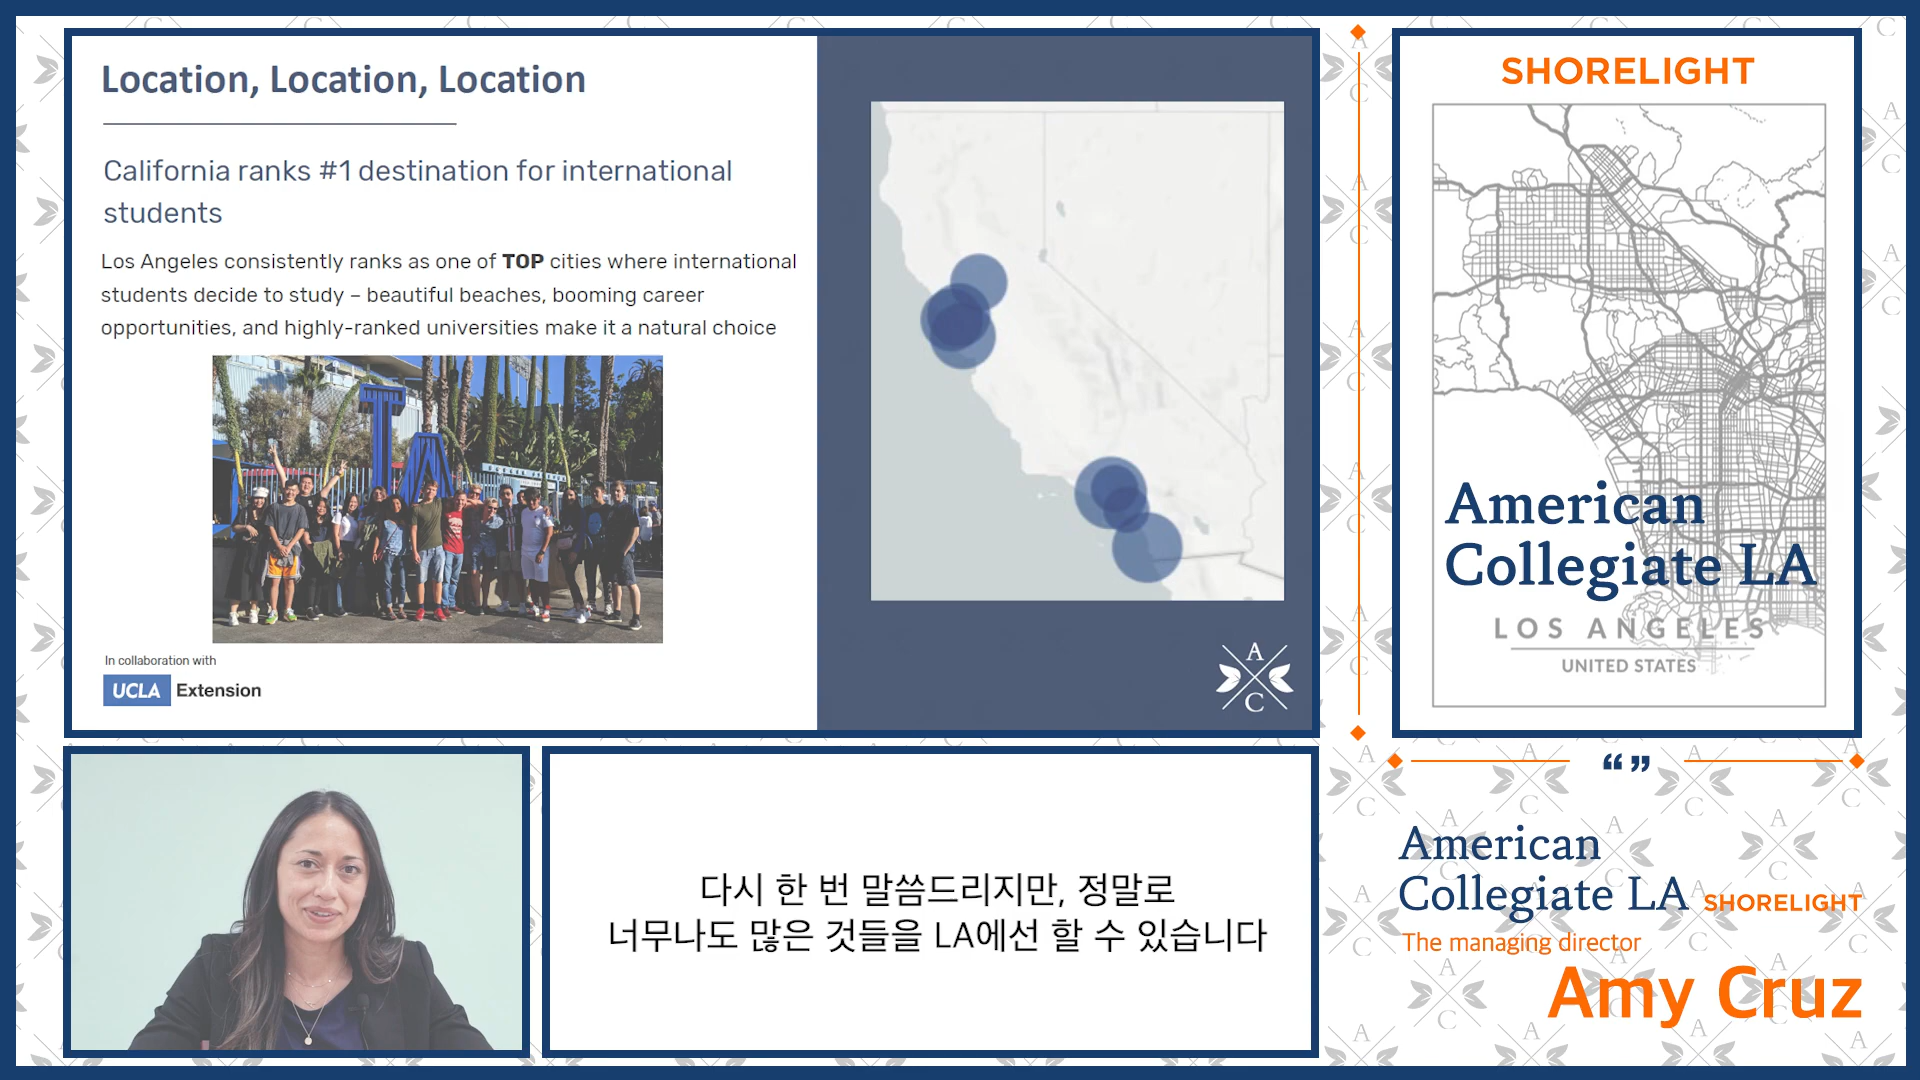 Location, Location, Location
California ranks #1 destination for international
students
Los Angeles consistently ranks as one of TOP cities where international
students decide to study – beautiful beaches, booming career
opportunities, and highly-ranked universities make it a natural choice
LA
In collaboration with
UCLA Extension
A
C
SHORELIGHT
American
Collegiate LA
LOS ANGELES
UNITED STATES
다시 한 번 말씀드리지만, 정말로
너무나도 많은 것들을 LA에선 할 수 있습니다
“ ”
American
Collegiate LA SHORELIGHT
The managing director
Amy Cruz